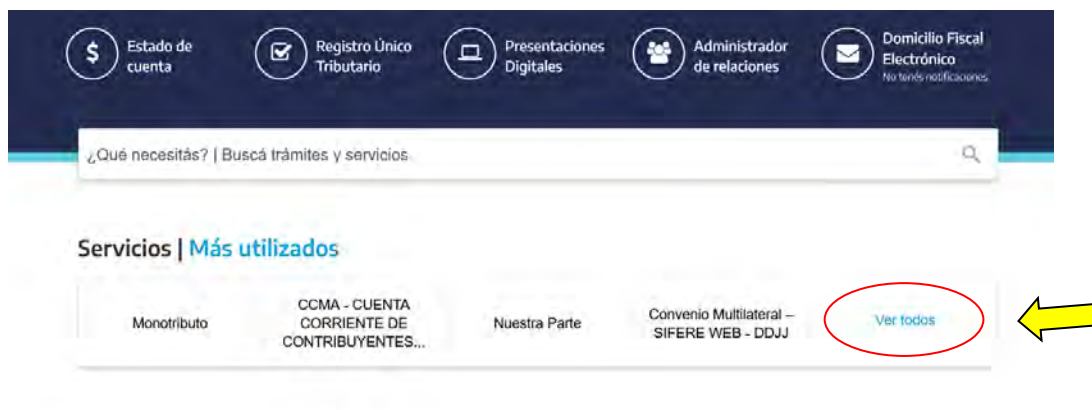 $
Estado de
cuenta
Registro Único
Tributario
Presentaciones
Digitales
Administrador
de relaciones
Domicilio Fiscal
Electrónico
No tenés notificaciones
¿Qué necesitás? | Buscá trámites y servicios
Servicios | Más utilizados
Monotributo
CCMA - CUENTA
CORRIENTE DE
CONTRIBUYENTES...
Nuestra Parte
Convenio Multilateral –
SIFERE WEB - DDJJ
Ver todos